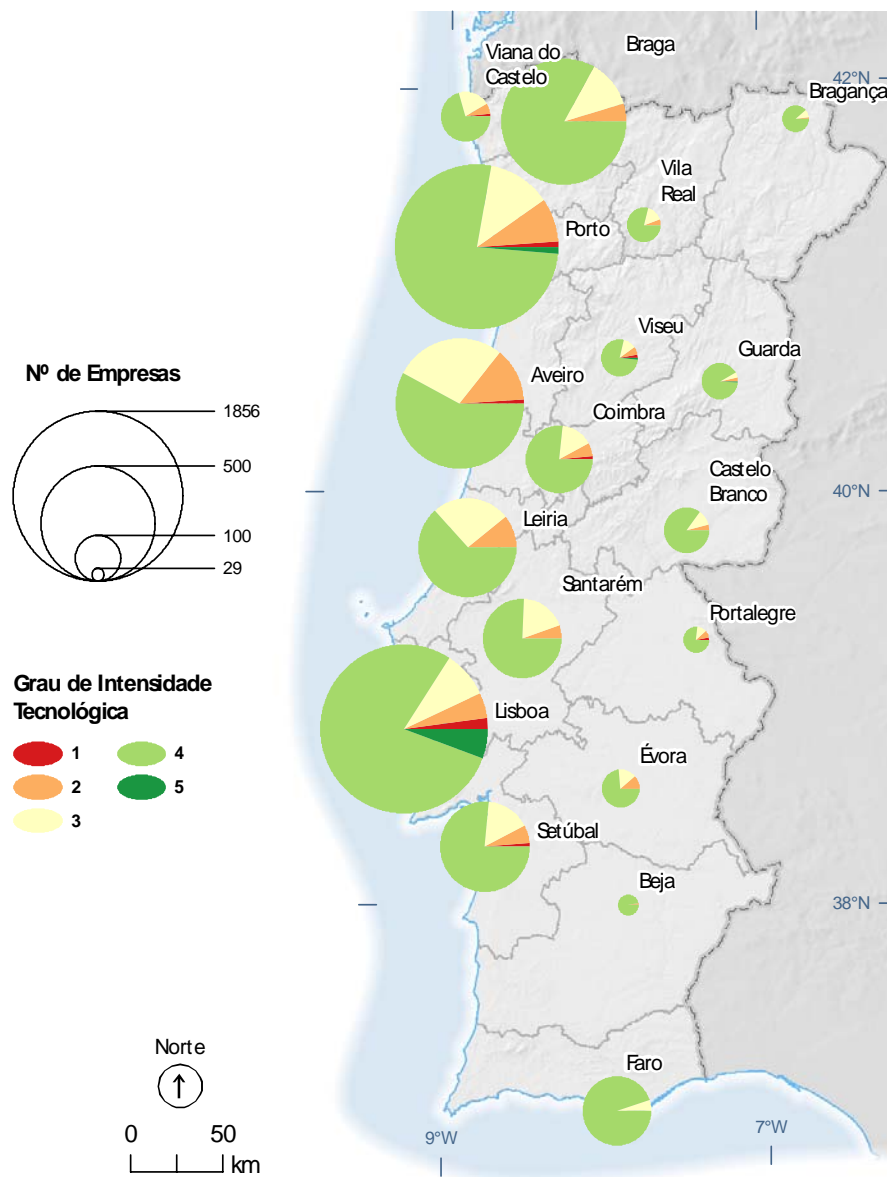 Viana do
Castelo
Braga
42°N
Bragança
Vila
Real
Porto
Viseu
Guarda
Nº de Empresas
Aveiro
1856
Coimbra
500
Castelo
Branco
40°N
Leiria
100
29
Santarém
Portalegre
Grau de Intensidade
Tecnológica
Lisboa
1
4
Évora
2
5
3
Setúbal
Beja
38°N
Norte
Faro
0
50
km
9°W
7°W